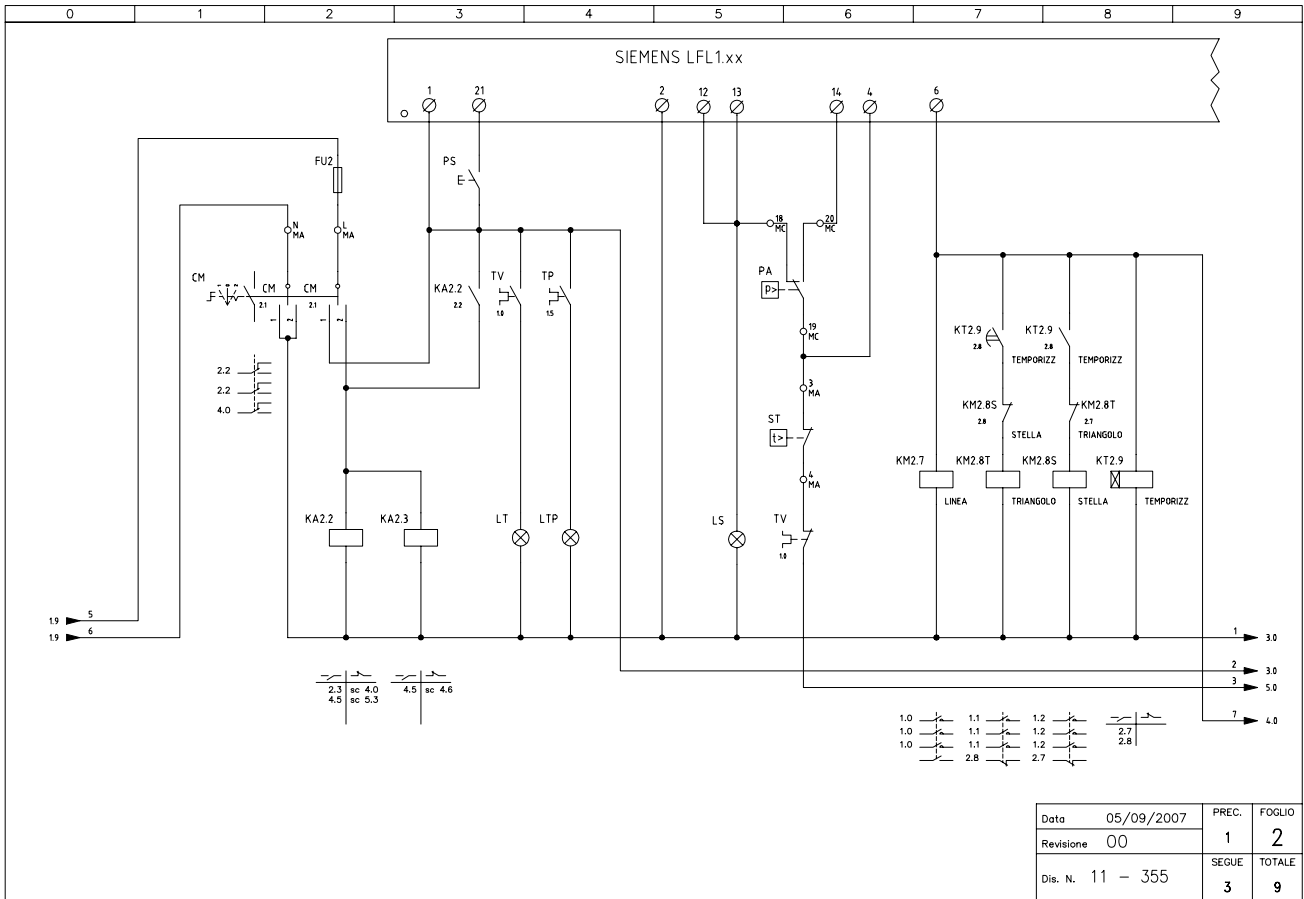 0 1 2 3 4 5 6 7 8 9
SIEMENS LFL1.xx
1 21 2 12 13 14 4 6
FU2
PS
N
MA
L
MA
18
MC
20
MC
CM
CM
2.1
CM
2.1
1 2 1 2
KA2.2
2.2
TV
1.0
TP
1.5
PA
P>
19
MC
3
MA
ST
t>
4
MA
TV
1.0
2.2
2.2
4.0
KT2.9
2.8
TEMPORIZZ
KT2.9
2.8
TEMPORIZZ
KM2.8S
2.8
STELLA
KM2.8T
2.7
TRIANGOLO
KM2.7
LINEA
KM2.8T
TRIANGOLO
KM2.8S
STELLA
KT2.9
TEMPORIZZ
KA2.2
KA2.3
LT
LTP
LS
1.9 5
1.9 6
1 3.0
2 3.0
3 5.0
7 4.0
2.3 sc 4.0
4.5 sc 5.3
4.5 sc 4.6
1.0 1.1 1.2
1.0 1.1 1.2
1.0 1.1 1.2
2.8 2.7
2.7
2.8
Data 05/09/2007
Revisione 00
Dis. N. 11 - 355
PREC.
1
FOGLIO
2
SEGUE
3
TOTALE
9